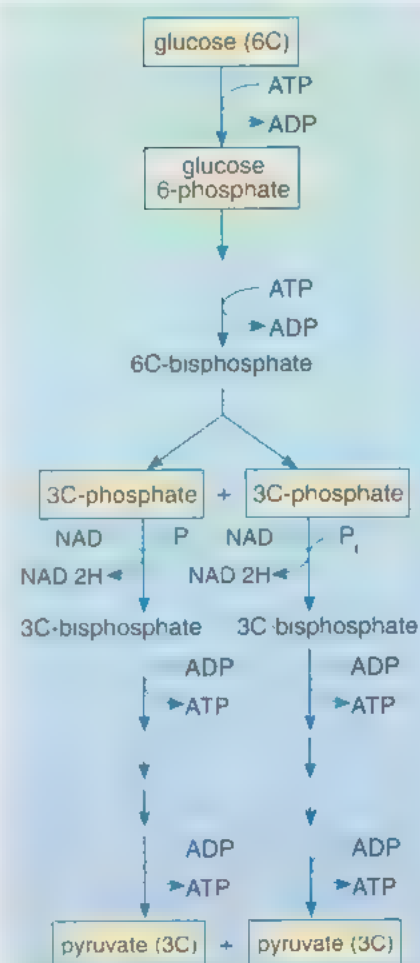 glucose (6C)
ATP
ADP
glucose
6-phosphate
ATP
ADP
6C-bisphosphate
3C-phosphate + 3C-phosphate
NAD P NAD Pi
NAD 2H NAD 2H
3C-bisphosphate 3C bisphosphate
ADP ADP
ATP ATP
ADP ADP
ATP ATP
pyruvate (3C) + pyruvate (3C)